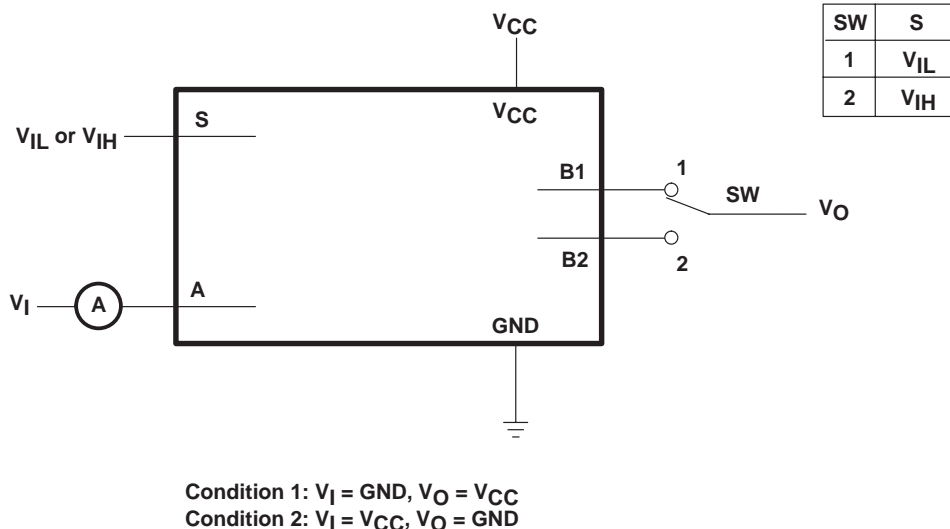 VCC
SW S
1 VIL
2 VIH
VCC
S
VIL or VIH
B1
1
SW
VO
B2
2
A
VI
A
GND
Condition 1: VI = GND, VO = VCC
Condition 2: VI = VCC, VO = GND